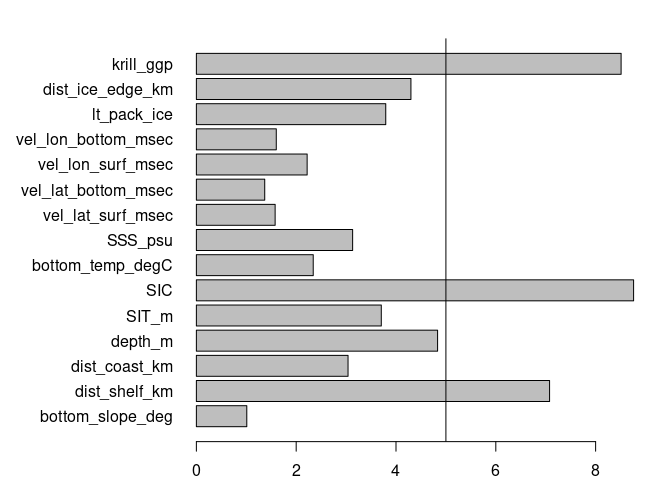 krill_ggp
dist_ice_edge_km
lt_pack_ice
vel_lon_bottom_msec
vel_lon_surf_msec
vel_lat_bottom_msec
vel_lat_surf_msec
SSS_psu
bottom_temp_degC
SIC
SIT_m
depth_m
dist_coast_km
dist_shelf_km
bottom_slope_deg
0 2 4 6 8